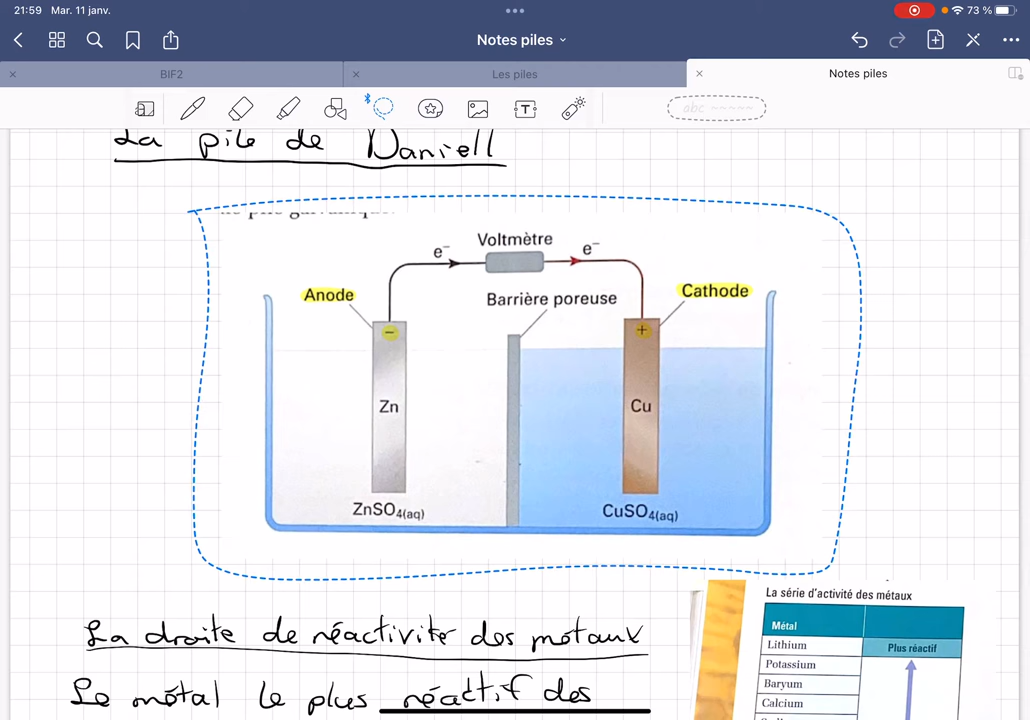 21:59 Mar. 11 janv.
73 %
Notes piles
BIF2
Les piles
Notes piles
abc
La pile de Daniell
Voltmètre
e⁻
e⁻
Anode
Barrière poreuse
Cathode
−
+
Zn
Cu
ZnSO4(aq)
CuSO4(aq)
La série d'activité des métaux
Métal
Lithium
Plus réactif
Potassium
Baryum
Calcium
La droite de réactivité des métaux
Le métal le plus réactif des